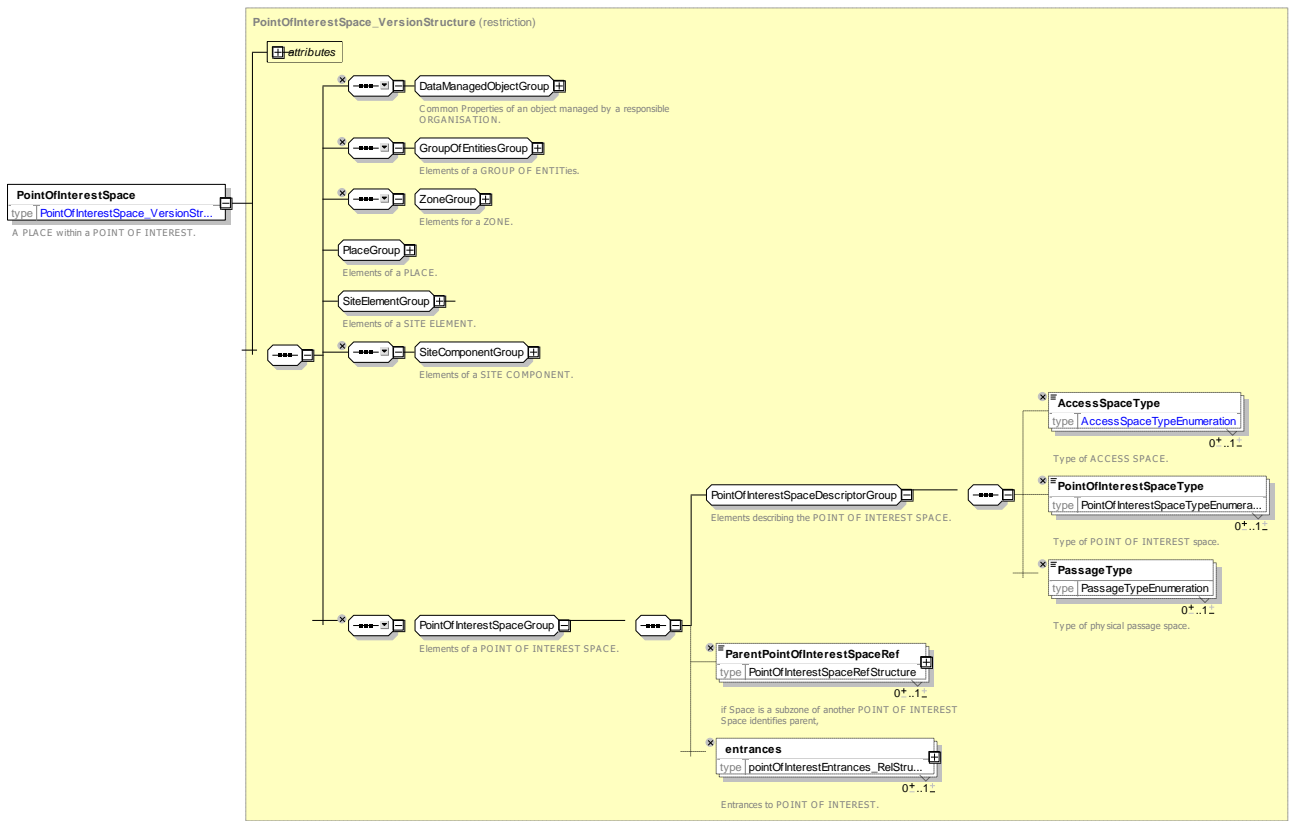 PointOfInterestSpace_VersionStructure (restriction)
attributes
DataManagedObjectGroup
Common Properties of an object managed by a responsible
ORGANISATION.
GroupOfEntitiesGroup
Elements of a GROUP OF ENTITies.
PointOfInterestSpace
type PointOfInterestSpace_VersionStr...
A PLACE within a POINT OF INTEREST.
ZoneGroup
Elements for a ZONE.
PlaceGroup
Elements of a PLACE.
SiteElementGroup
Elements of a SITE ELEMENT.
SiteComponentGroup
Elements of a SITE COMPONENT.
AccessSpaceType
type AccessSpaceTypeEnumeration
0..1
Type of ACCESS SPACE.
PointOfInterestSpaceDescriptorGroup
Elements describing the POINT OF INTEREST SPACE.
PointOfInterestSpaceType
type PointOfInterestSpaceTypeEnumera...
0..1
Type of POINT OF INTEREST space.
PassageType
type PassageTypeEnumeration
0..1
Type of physical passage space.
PointOfInterestSpaceGroup
Elements of a POINT OF INTEREST SPACE.
ParentPointOfInterestSpaceRef
type PointOfInterestSpaceRefStructure
0..1
if Space is a subzone of another POINT OF INTEREST
Space identifies parent,
entrances
type pointOfInterestEntrances_RelStru...
0..1
Entrances to POINT OF INTEREST.